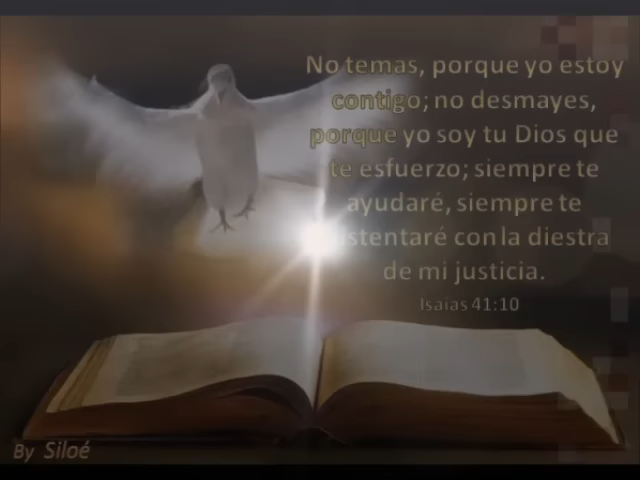 No temas, porque yo estoy
contigo; no desmayes,
porque yo soy tu Dios que
te esfuerzo; siempre te
ayudaré, siempre te
sustentaré con la diestra
de mi justicia.
Isaías 41:10
By Siloé